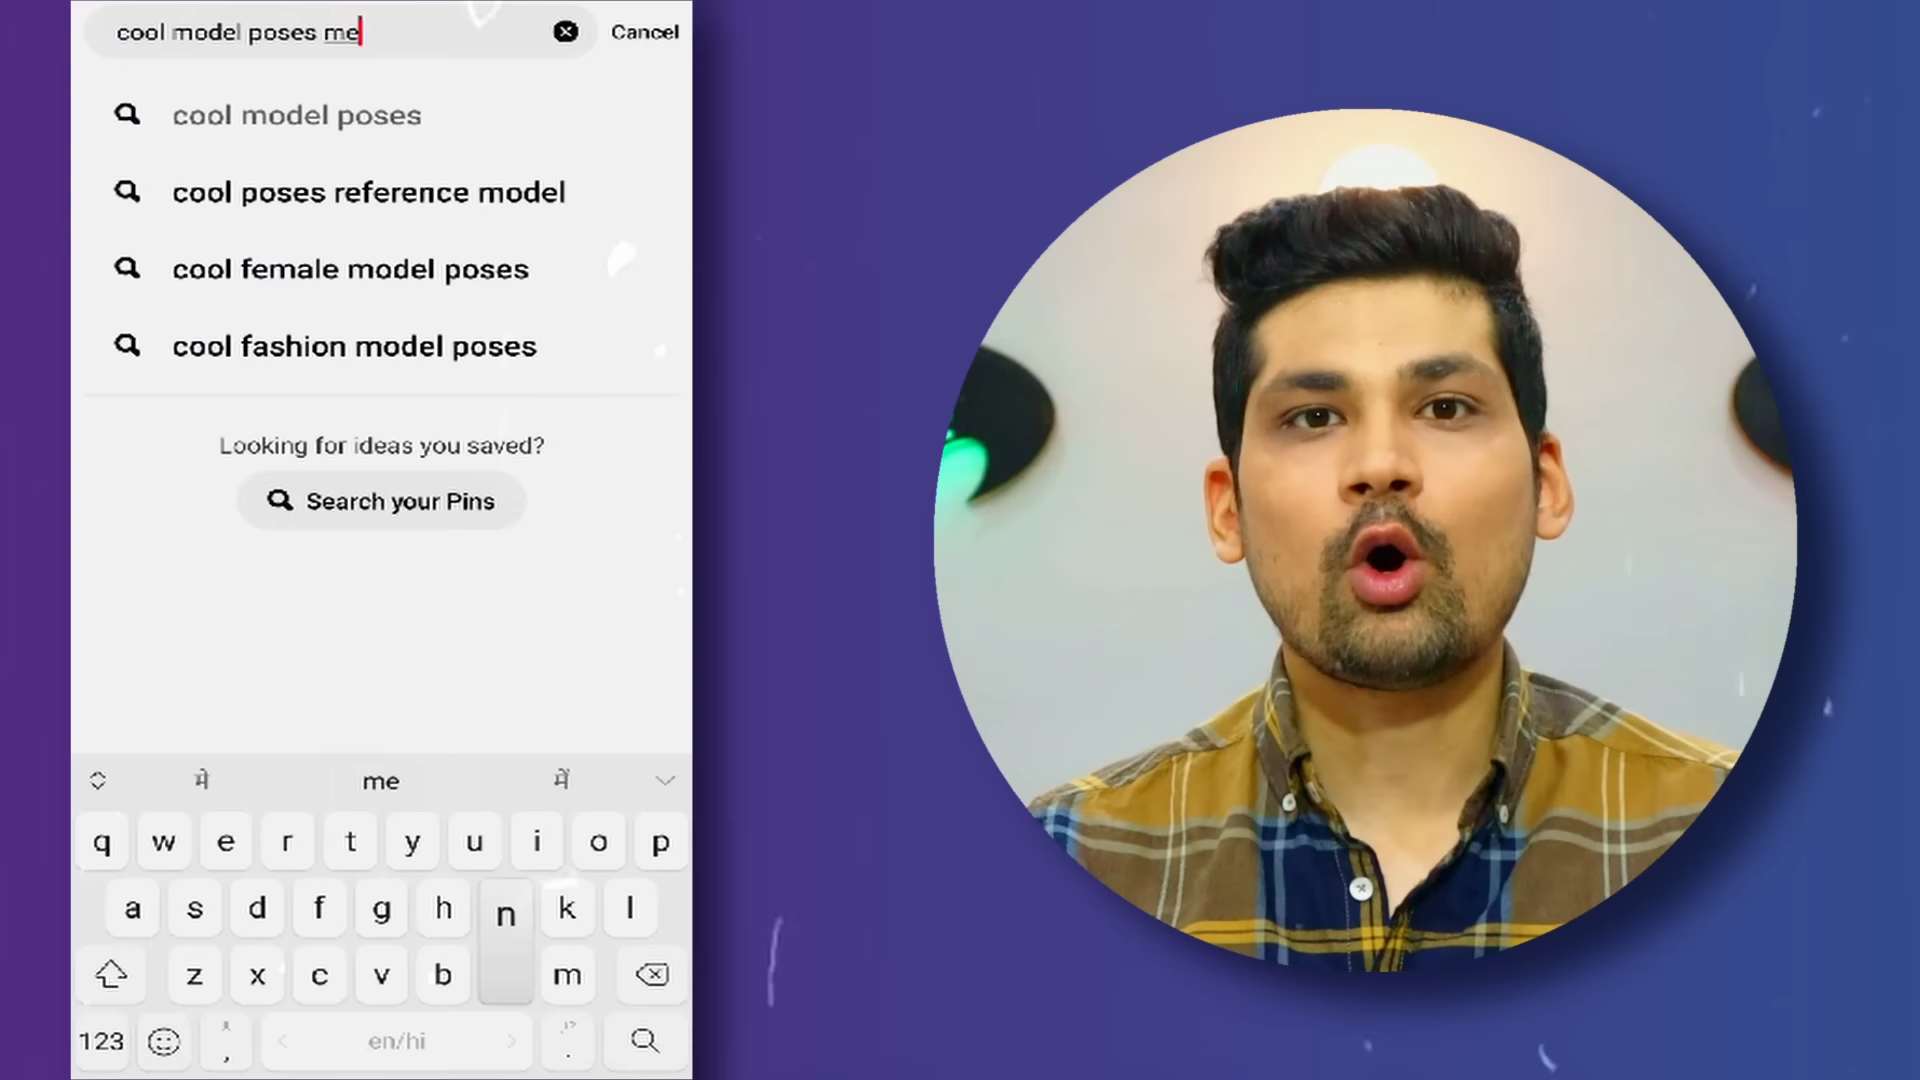 cool model poses me Cancel
cool model poses
cool poses reference model
cool female model poses
cool fashion model poses
Looking for ideas you saved?
Search your Pins
मे me में
q w e r t y u i o p
a s d f g h n k l
z x c v b m
123 , en/hi .